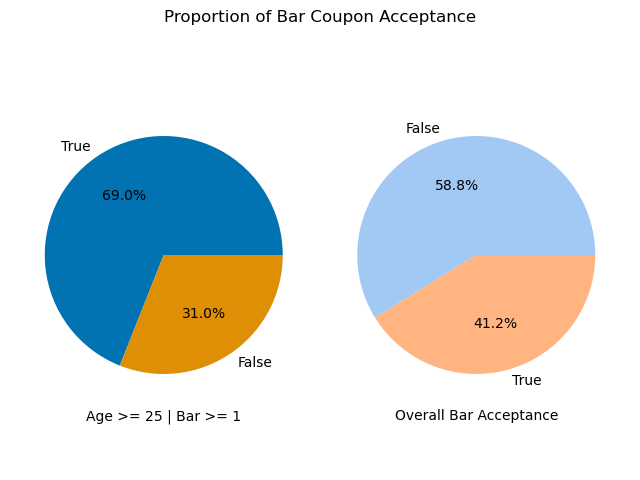 Proportion of Bar Coupon Acceptance
True
69.0%
31.0%
False
Age >= 25 | Bar >= 1
False
58.8%
41.2%
True
Overall Bar Acceptance